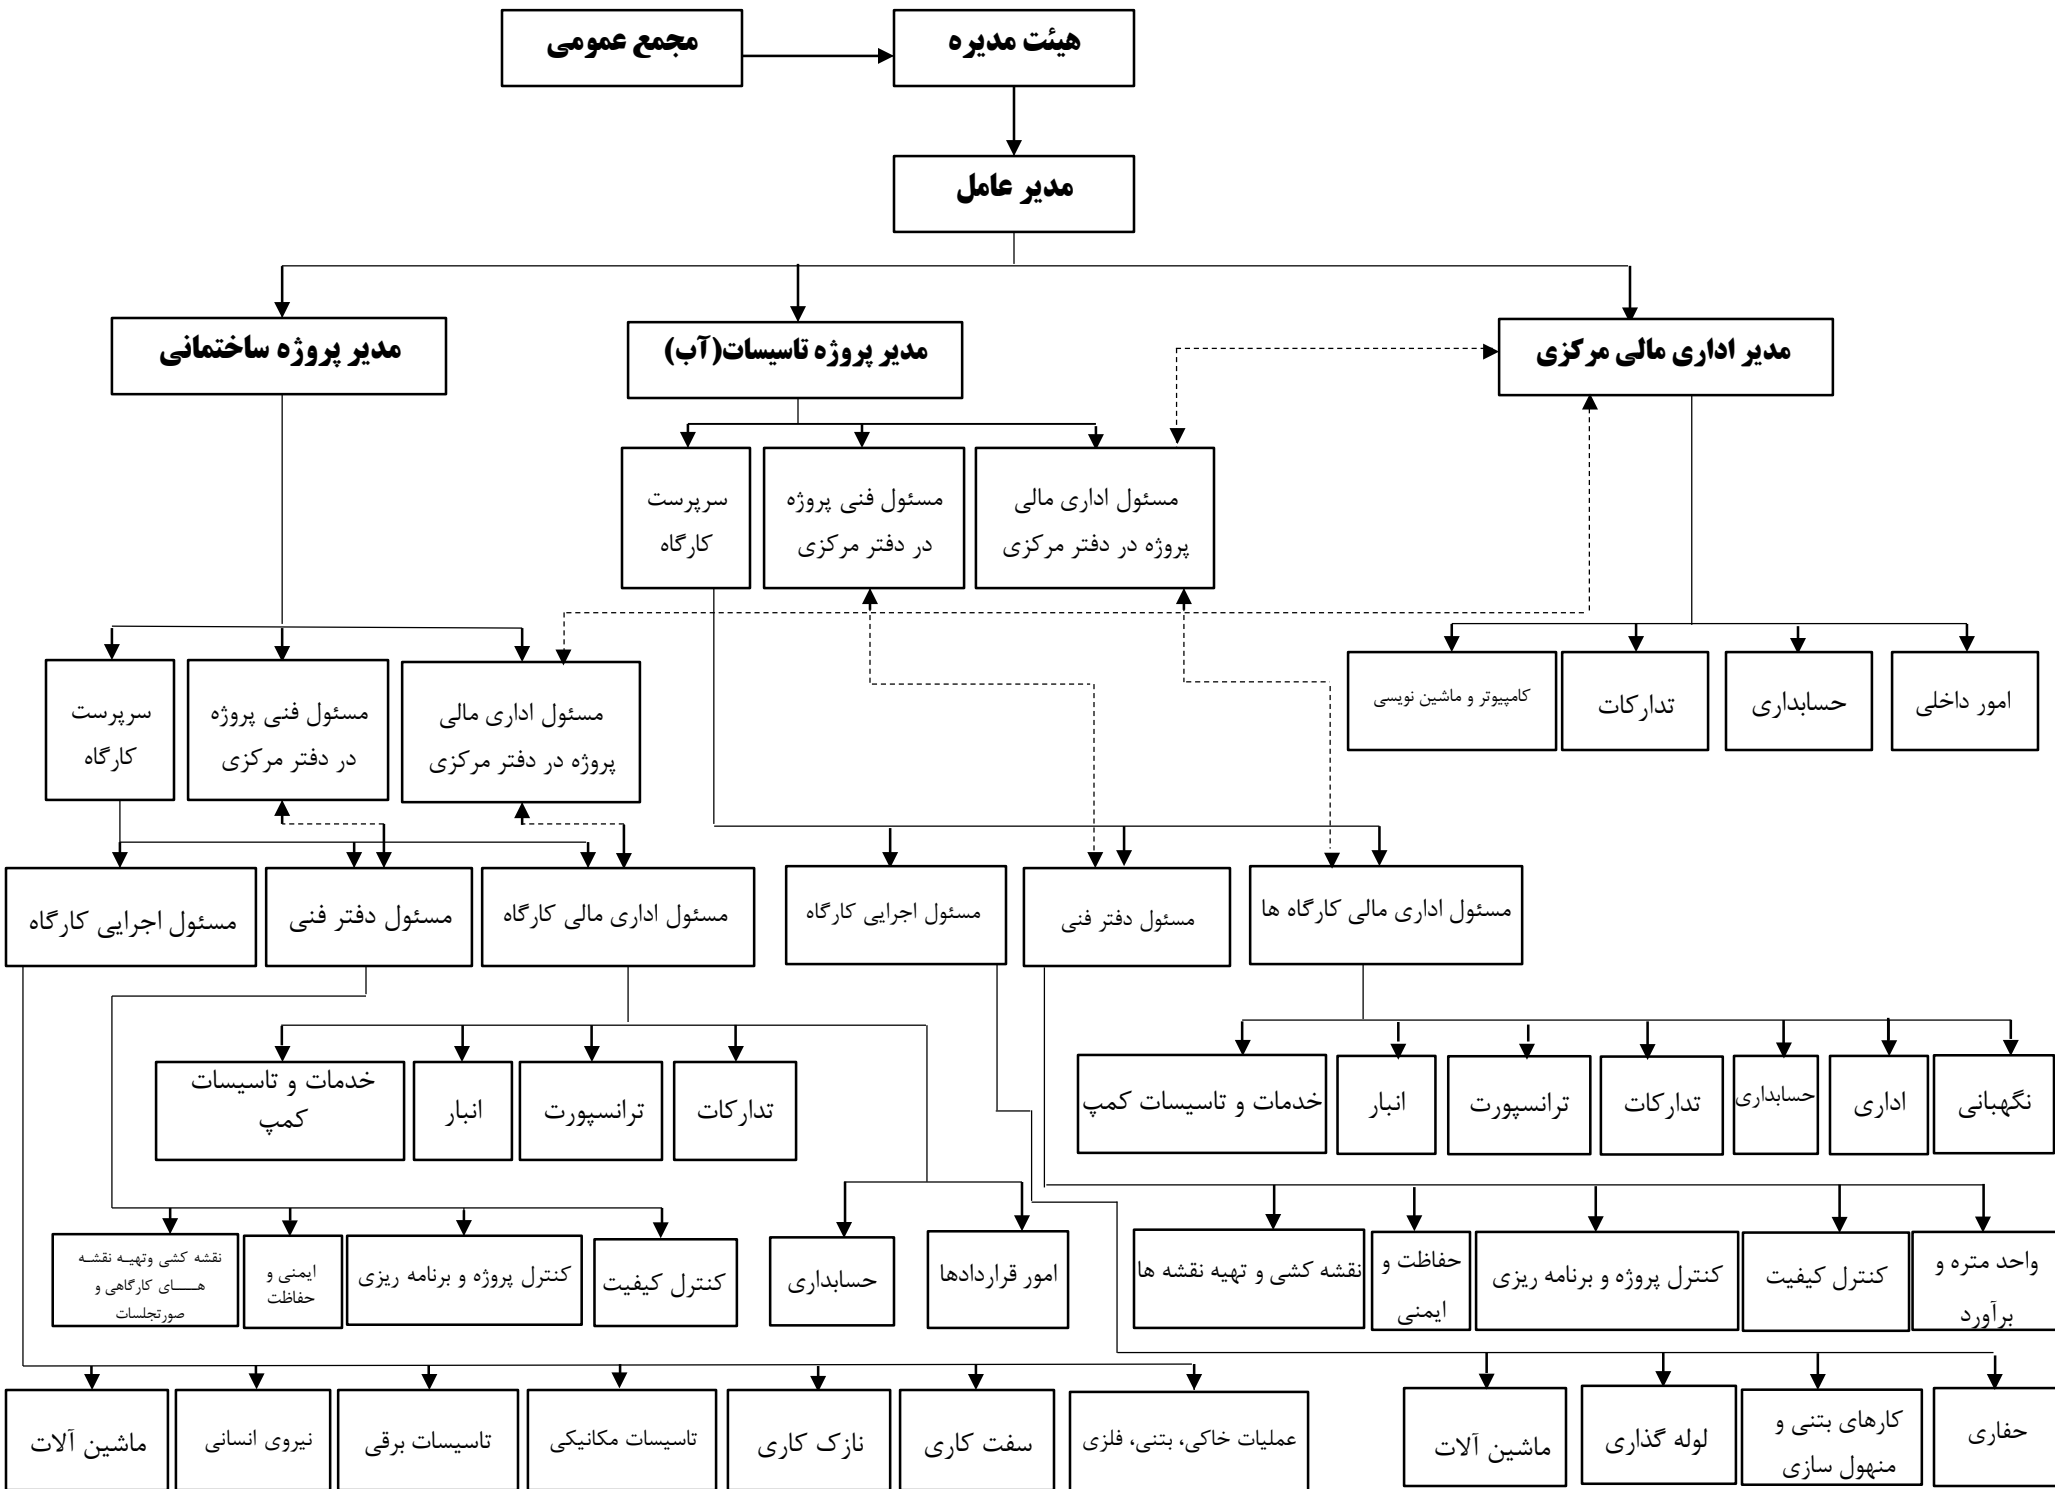 هیئت مدیره
مجمع عمومی
مدیر عامل
مدیر اداری مالی مرکزی
مدیر پروژه تاسیسات(آب)
مدیر پروژه ساختمانی
مسئول اداری مالی
پروژه در دفتر مرکزی
مسئول فنی پروژه
در دفتر مرکزی
سرپرست
کارگاه
امور داخلی
حسابداری
تدارکات
کامپیوتر و ماشین نویسی
مسئول اداری مالی
پروژه در دفتر مرکزی
مسئول فنی پروژه
در دفتر مرکزی
سرپرست
کارگاه
مسئول اداری مالی کارگاه ها
مسئول دفتر فنی
مسئول اجرایی کارگاه
مسئول اداری مالی کارگاه
مسئول دفتر فنی
مسئول اجرایی کارگاه
نگهبانی
اداری
حسابداری
تدارکات
ترانسپورت
انبار
خدمات و تاسیسات کمپ
تدارکات
ترانسپورت
انبار
خدمات و تاسیسات
کمپ
واحد متره و
برآورد
کنترل کیفیت
کنترل پروژه و برنامه ریزی
حفاظت و
ایمنی
نقشه کشی و تهیه نقشه ها
امور قراردادها
حسابداری
کنترل کیفیت
کنترل پروژه و برنامه ریزی
ایمنی و
حفاظت
نقشه کشی وتهیه نقشه
های کارگاهی و
صورتجلسات
حفاری
کارهای بتنی و
منهول سازی
لوله گذاری
ماشین آلات
عملیات خاکی، بتنی، فلزی
سفت کاری
نازک کاری
تاسیسات مکانیکی
تاسیسات برقی
نیروی انسانی
ماشین آلات